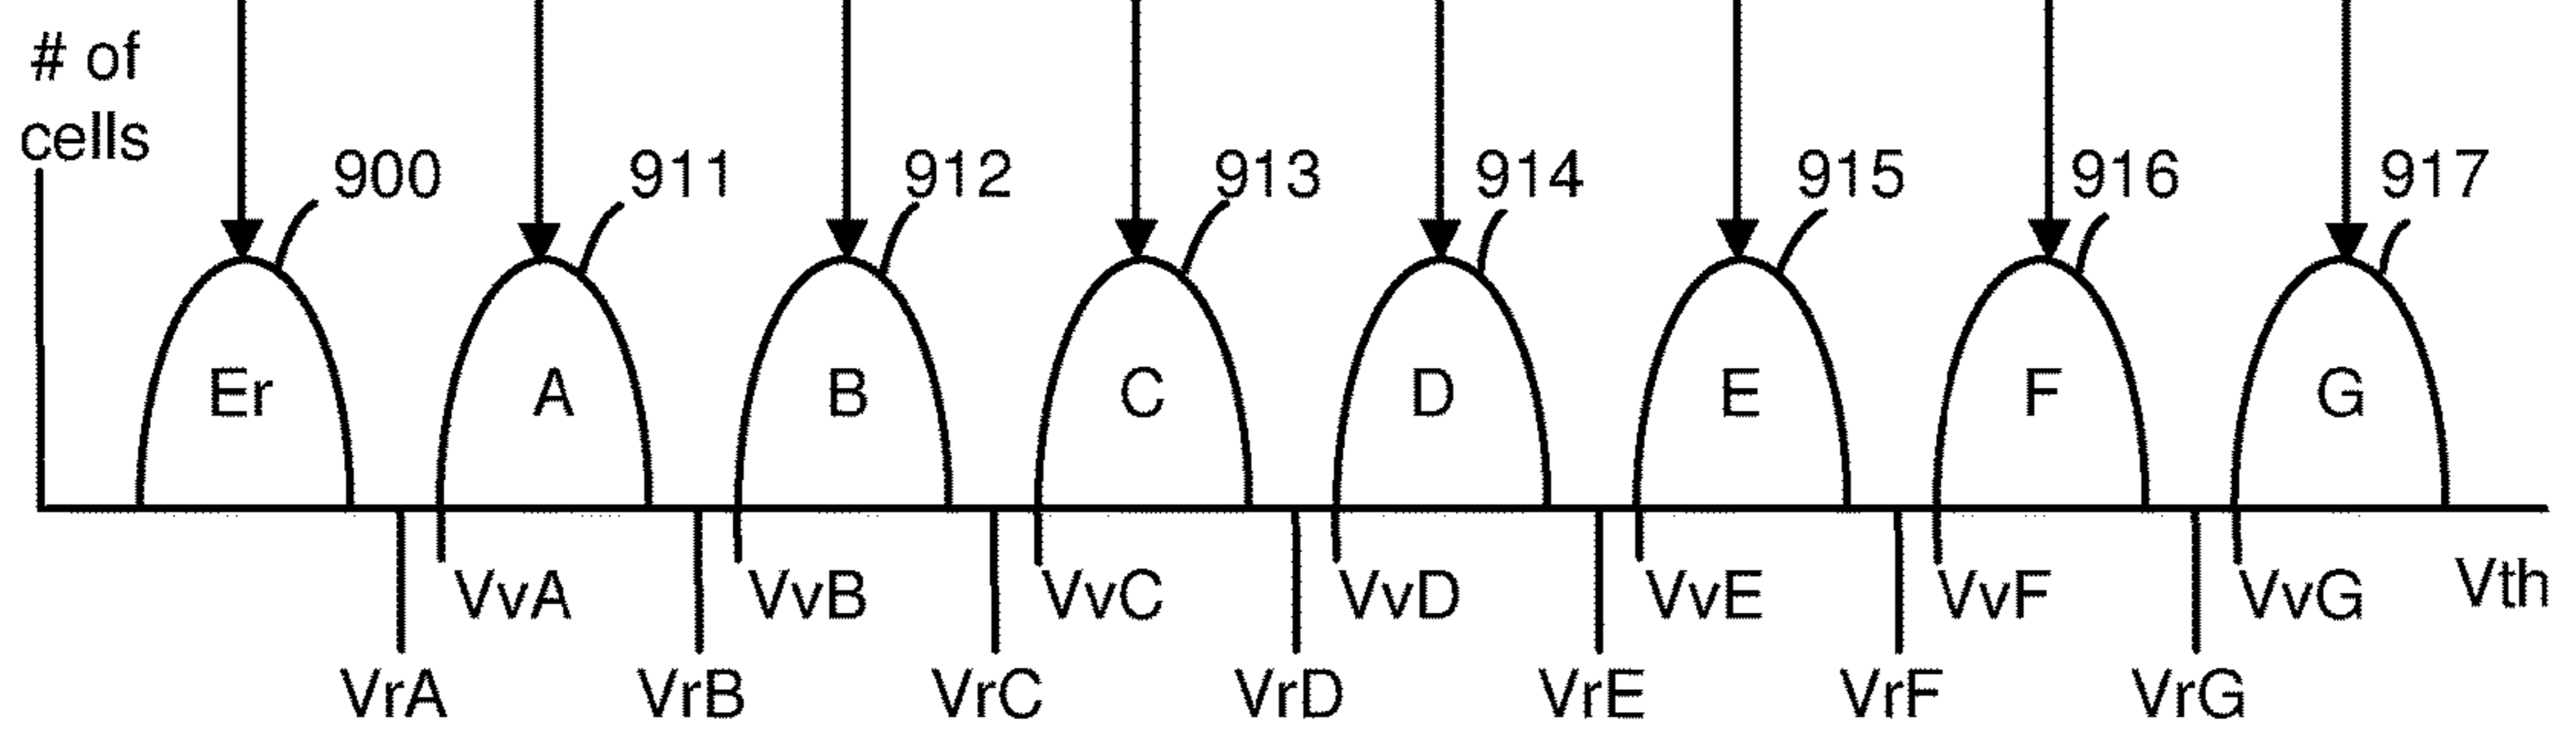 # of
cells
900 911 912 913 914 915 916 917
Er A B C D E F G
VvA VvB VvC VvD VvE VvF VvG Vth
VrA VrB VrC VrD VrE VrF VrG